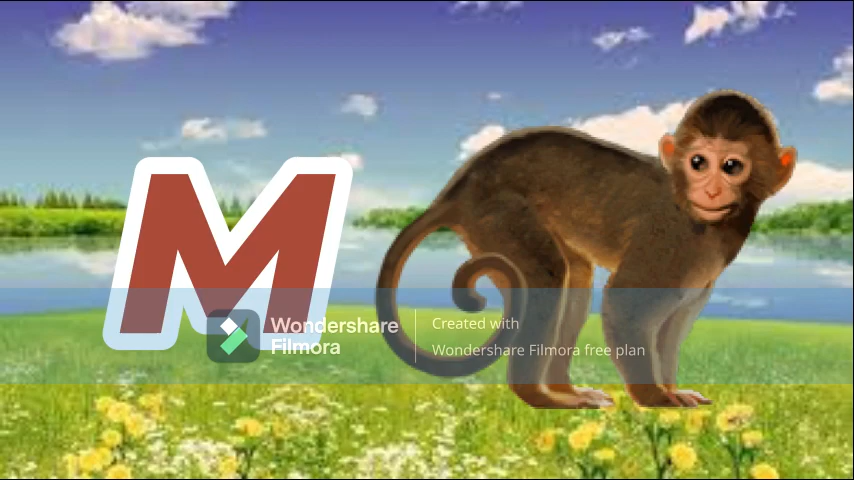 M
Wondershare
Filmora
Created with
Wondershare Filmora free plan